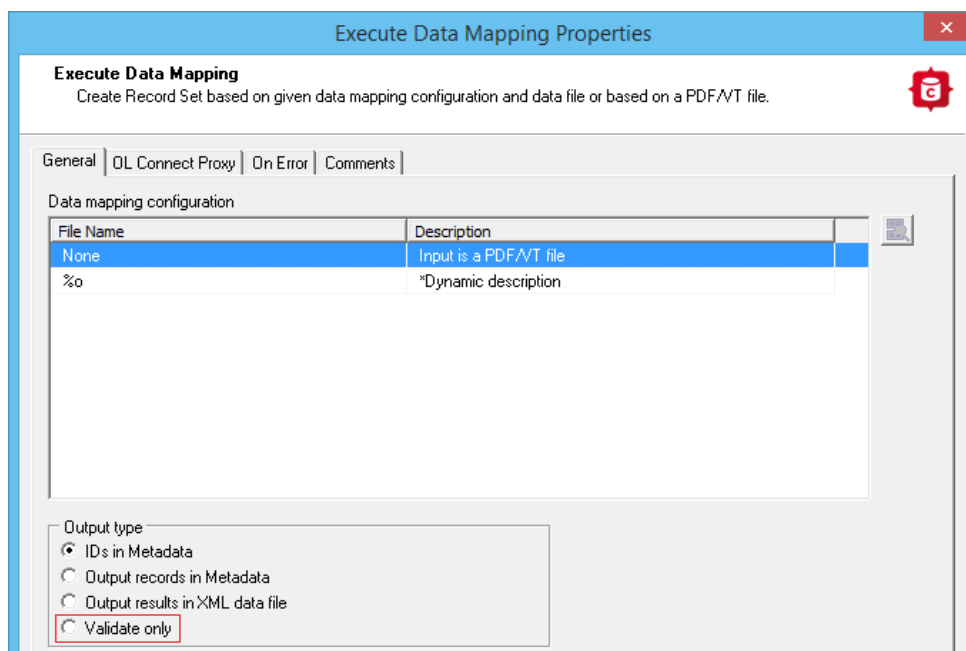 Execute Data Mapping Properties
Execute Data Mapping
Create Record Set based on given data mapping configuration and data file or based on a PDF/VT file.
General OL Connect Proxy On Error Comments
Data mapping configuration
File Name Description
None Input is a PDF/VT file
%o *Dynamic description
Output type
IDs in Metadata
Output records in Metadata
Output results in XML data file
Validate only